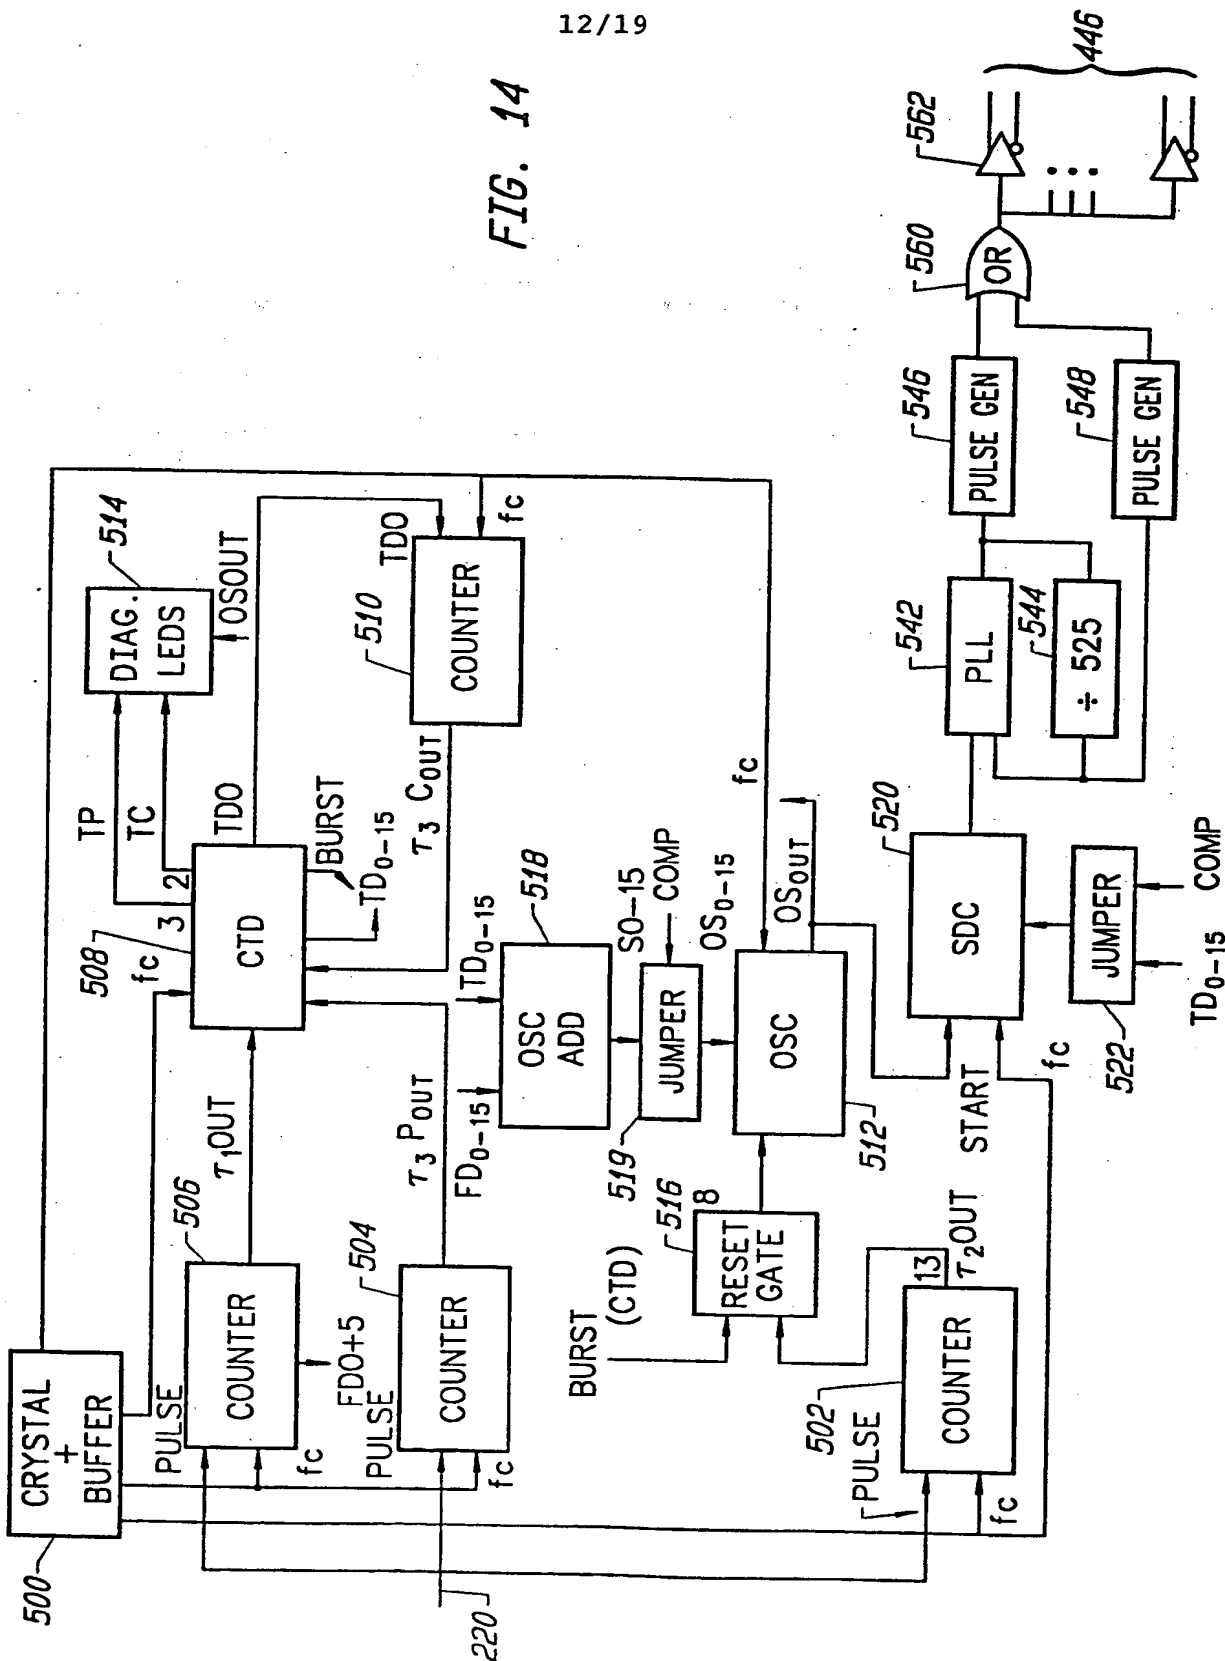 12/19
FIG. 14
CRYSTAL
+
BUFFER
500
PULSE
COUNTER
506
fc
FD0+5
τ1OUT
PULSE
COUNTER
504
fc
τ3 POUT
220
fc
508
CTD
3
2
TP
TC
TDO
BURST
TD0-15
τ3 COUT
DIAG.
LEDS
514
OSOUT
TDO
COUNTER
510
fc
FD0-15
TD0-15
OSC
ADD
518
SO-15
JUMPER
519
COMP
OS0-15
OSC
512
fc
OSOUT
BURST
(CTD)
RESET
GATE
516
8
PULSE
502
COUNTER
13
τ2OUT
fc
START
fc
SDC
520
JUMPER
522
TD0-15
COMP
PLL
542
544
÷ 525
PULSE GEN
546
PULSE GEN
548
OR
560
562
446